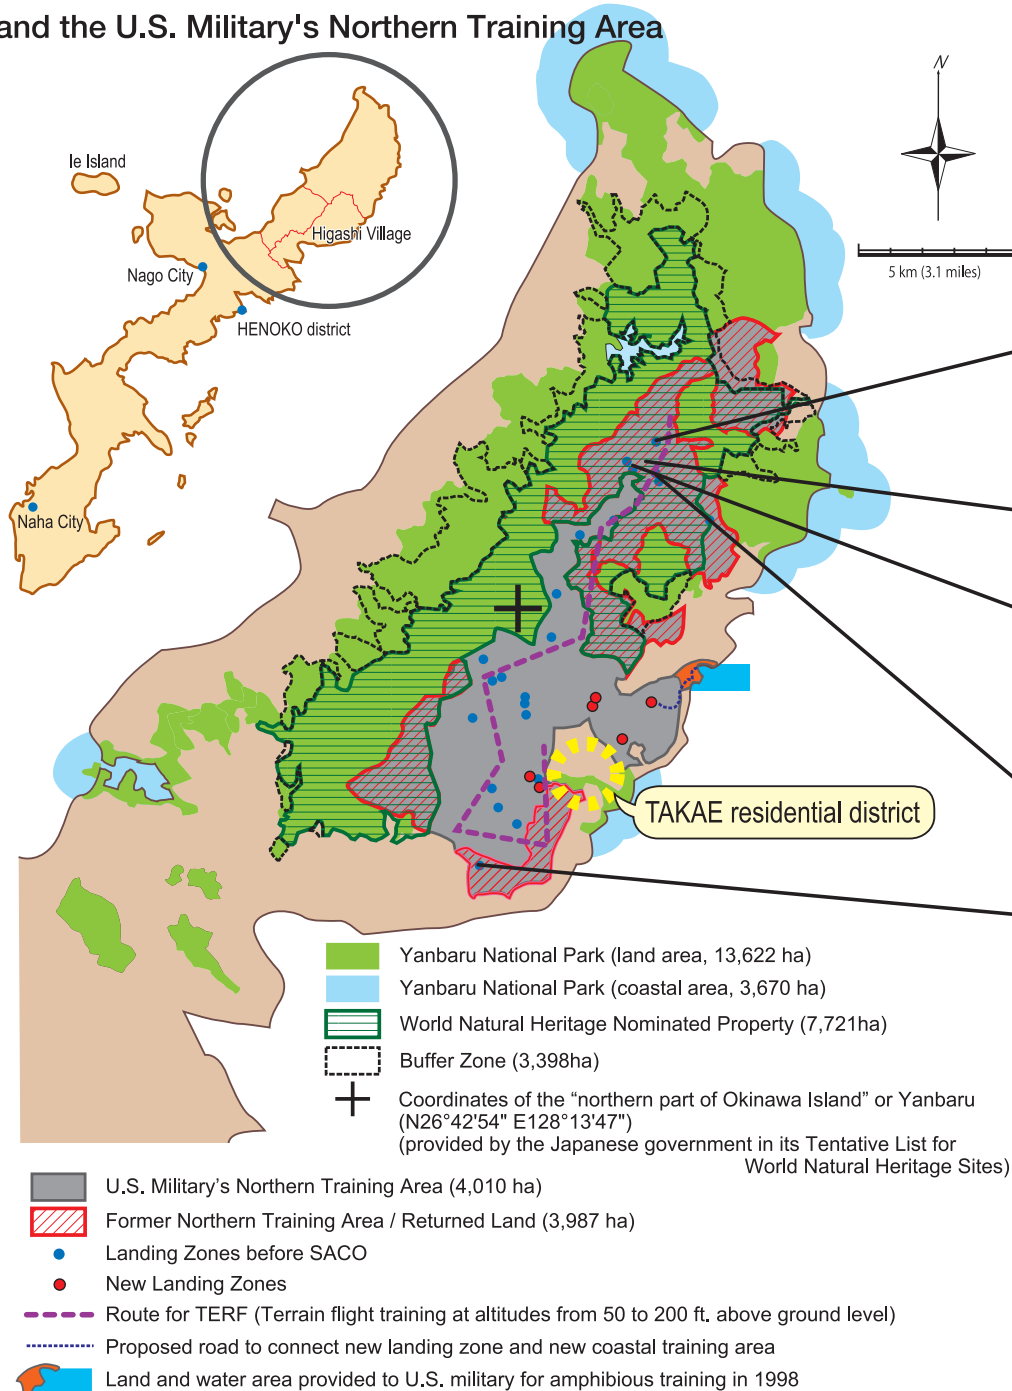 and the U.S. Military's Northern Training Area
N
Ie Island
Higashi Village
5 km (3.1 miles)
Nago City
HENOKO district
Naha City
TAKAE residential district
Yanbaru National Park (land area, 13,622 ha)
Yanbaru National Park (coastal area, 3,670 ha)
World Natural Heritage Nominated Property (7,721ha)
Buffer Zone (3,398ha)
Coordinates of the “northern part of Okinawa Island” or Yanbaru
(N26°42'54" E128°13'47")
(provided by the Japanese government in its Tentative List for
World Natural Heritage Sites)
U.S. Military’s Northern Training Area (4,010 ha)
Former Northern Training Area / Returned Land (3,987 ha)
Landing Zones before SACO
New Landing Zones
Route for TERF (Terrain flight training at altitudes from 50 to 200 ft. above ground level)
Proposed road to connect new landing zone and new coastal training area
Land and water area provided to U.S. military for amphibious training in 1998